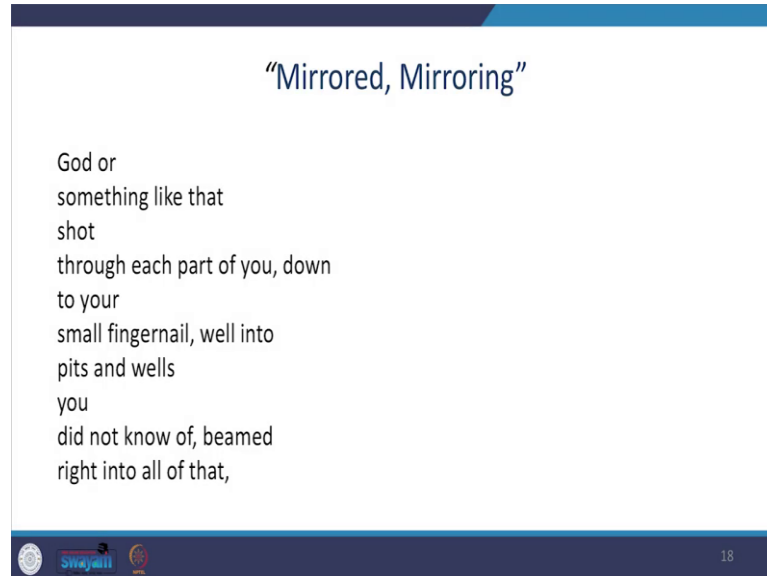 “Mirrored, Mirroring”
God or
something like that
shot
through each part of you, down
to your
small fingernail, well into
pits and wells
you
did not know of, beamed
right into all of that,
swayam
18